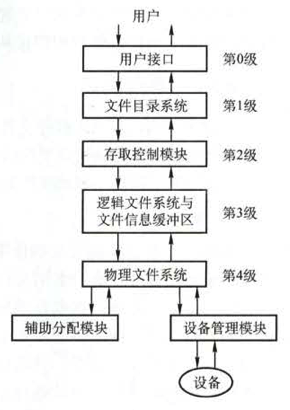 用户
用户接口 第0级
文件目录系统 第1级
存取控制模块 第2级
逻辑文件系统与
文件信息缓冲区 第3级
物理文件系统 第4级
辅助分配模块 设备管理模块
设备